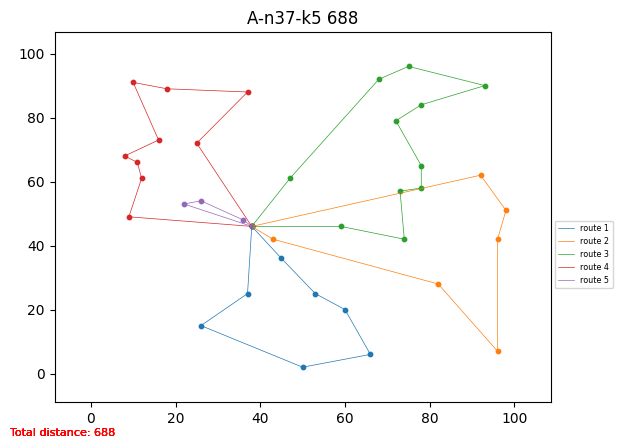 A-n37-k5 688
100
80
60
40
20
0
0 20 40 60 80 100
route 1
route 2
route 3
route 4
route 5
Total distance: 688